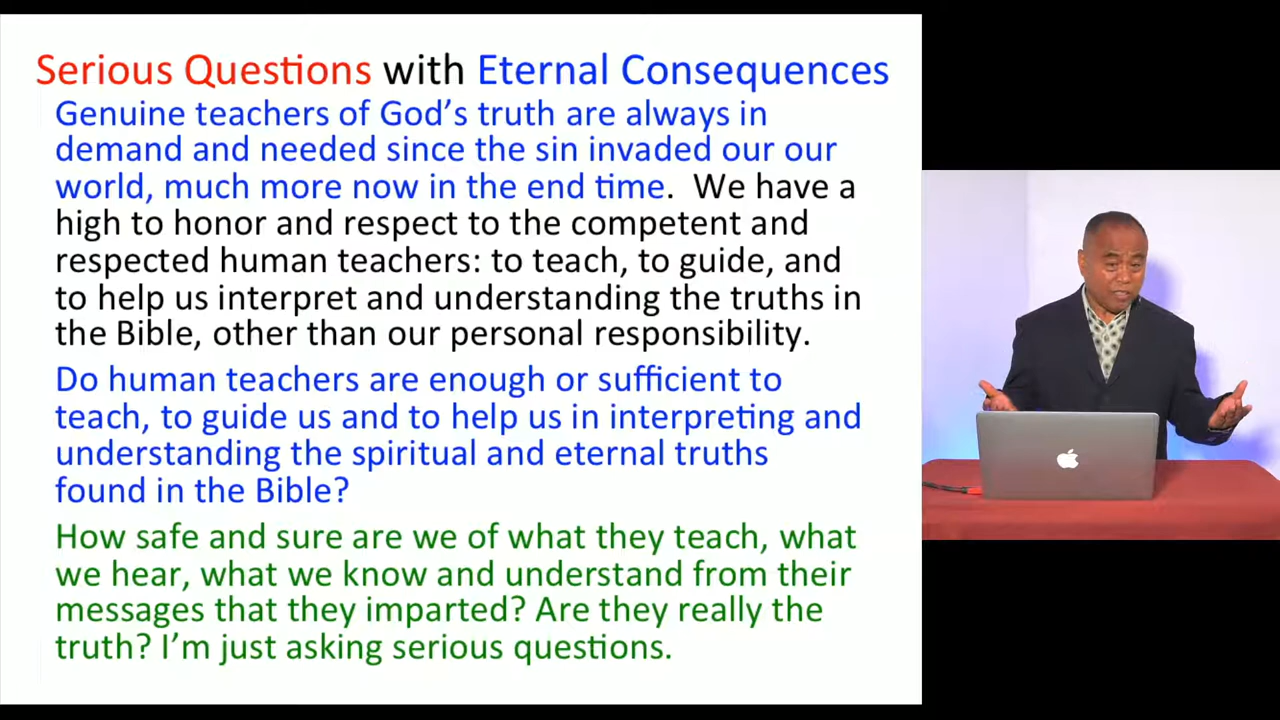 Serious Questions with Eternal Consequences
Genuine teachers of God's truth are always in
demand and needed since the sin invaded our our
world, much more now in the end time. We have a
high to honor and respect to the competent and
respected human teachers: to teach, to guide, and
to help us interpret and understanding the truths in
the Bible, other than our personal responsibility.
Do human teachers are enough or sufficient to
teach, to guide us and to help us in interpreting and
understanding the spiritual and eternal truths
found in the Bible?
How safe and sure are we of what they teach, what
we hear, what we know and understand from their
messages that they imparted? Are they really the
truth? I'm just asking serious questions.